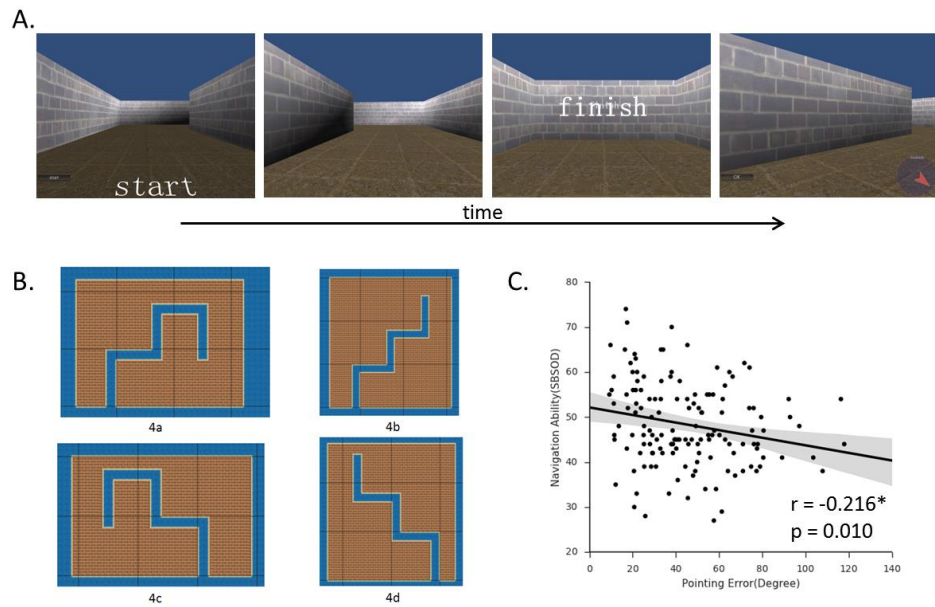 A.
start
finish
OK
time
B.
4a
4b
4c
4d
C.
Navigation Ability(SBSOD)
80
70
60
50
40
30
20
r = -0.216*
p = 0.010
0
20
40
60
80
100
120
140
Pointing Error(Degree)